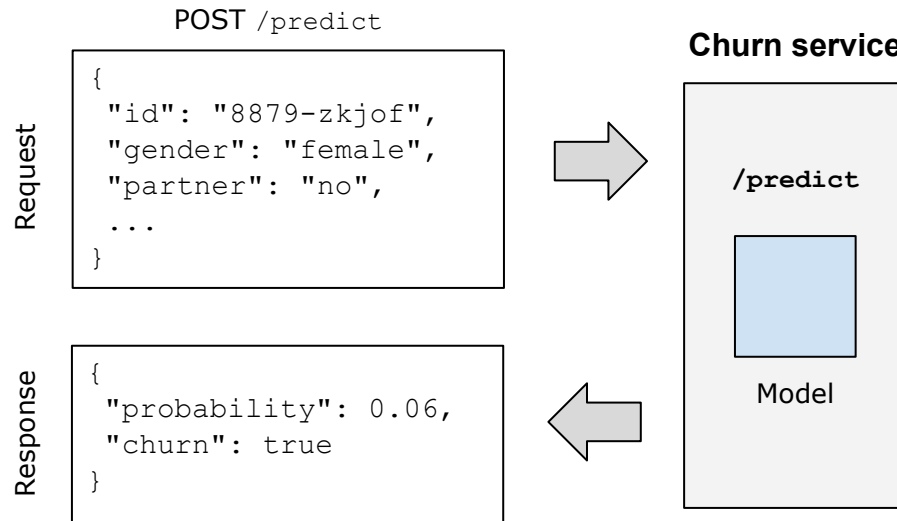 POST /predict
Churn service
Request
{
"id": "8879-zkjof",
"gender": "female",
"partner": "no",
...
}
/predict
Model
Response
{
"probability": 0.06,
"churn": true
}